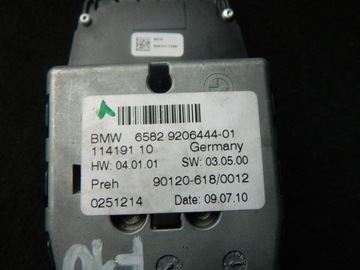 BMW 6582 9206444-01
114191 10 Germany
HW: 04.01.01 SW: 03.05.00
Preh 90120-618/0012
0251214 Date: 09.07.10